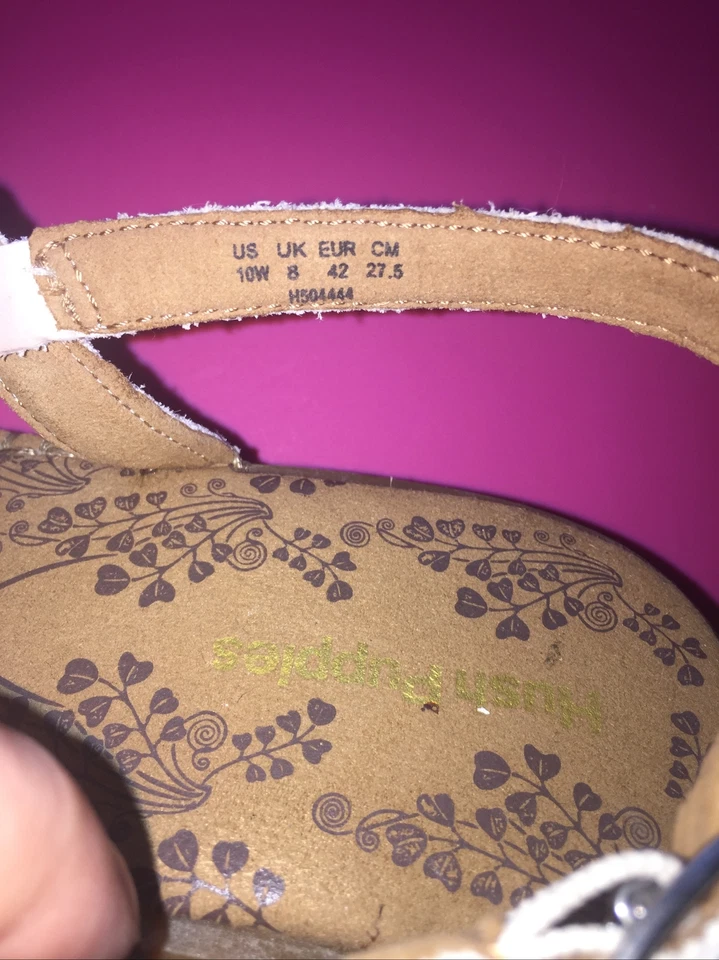 US UK EUR CM
10W 8 42 27.5
H504444
Hush Puppies